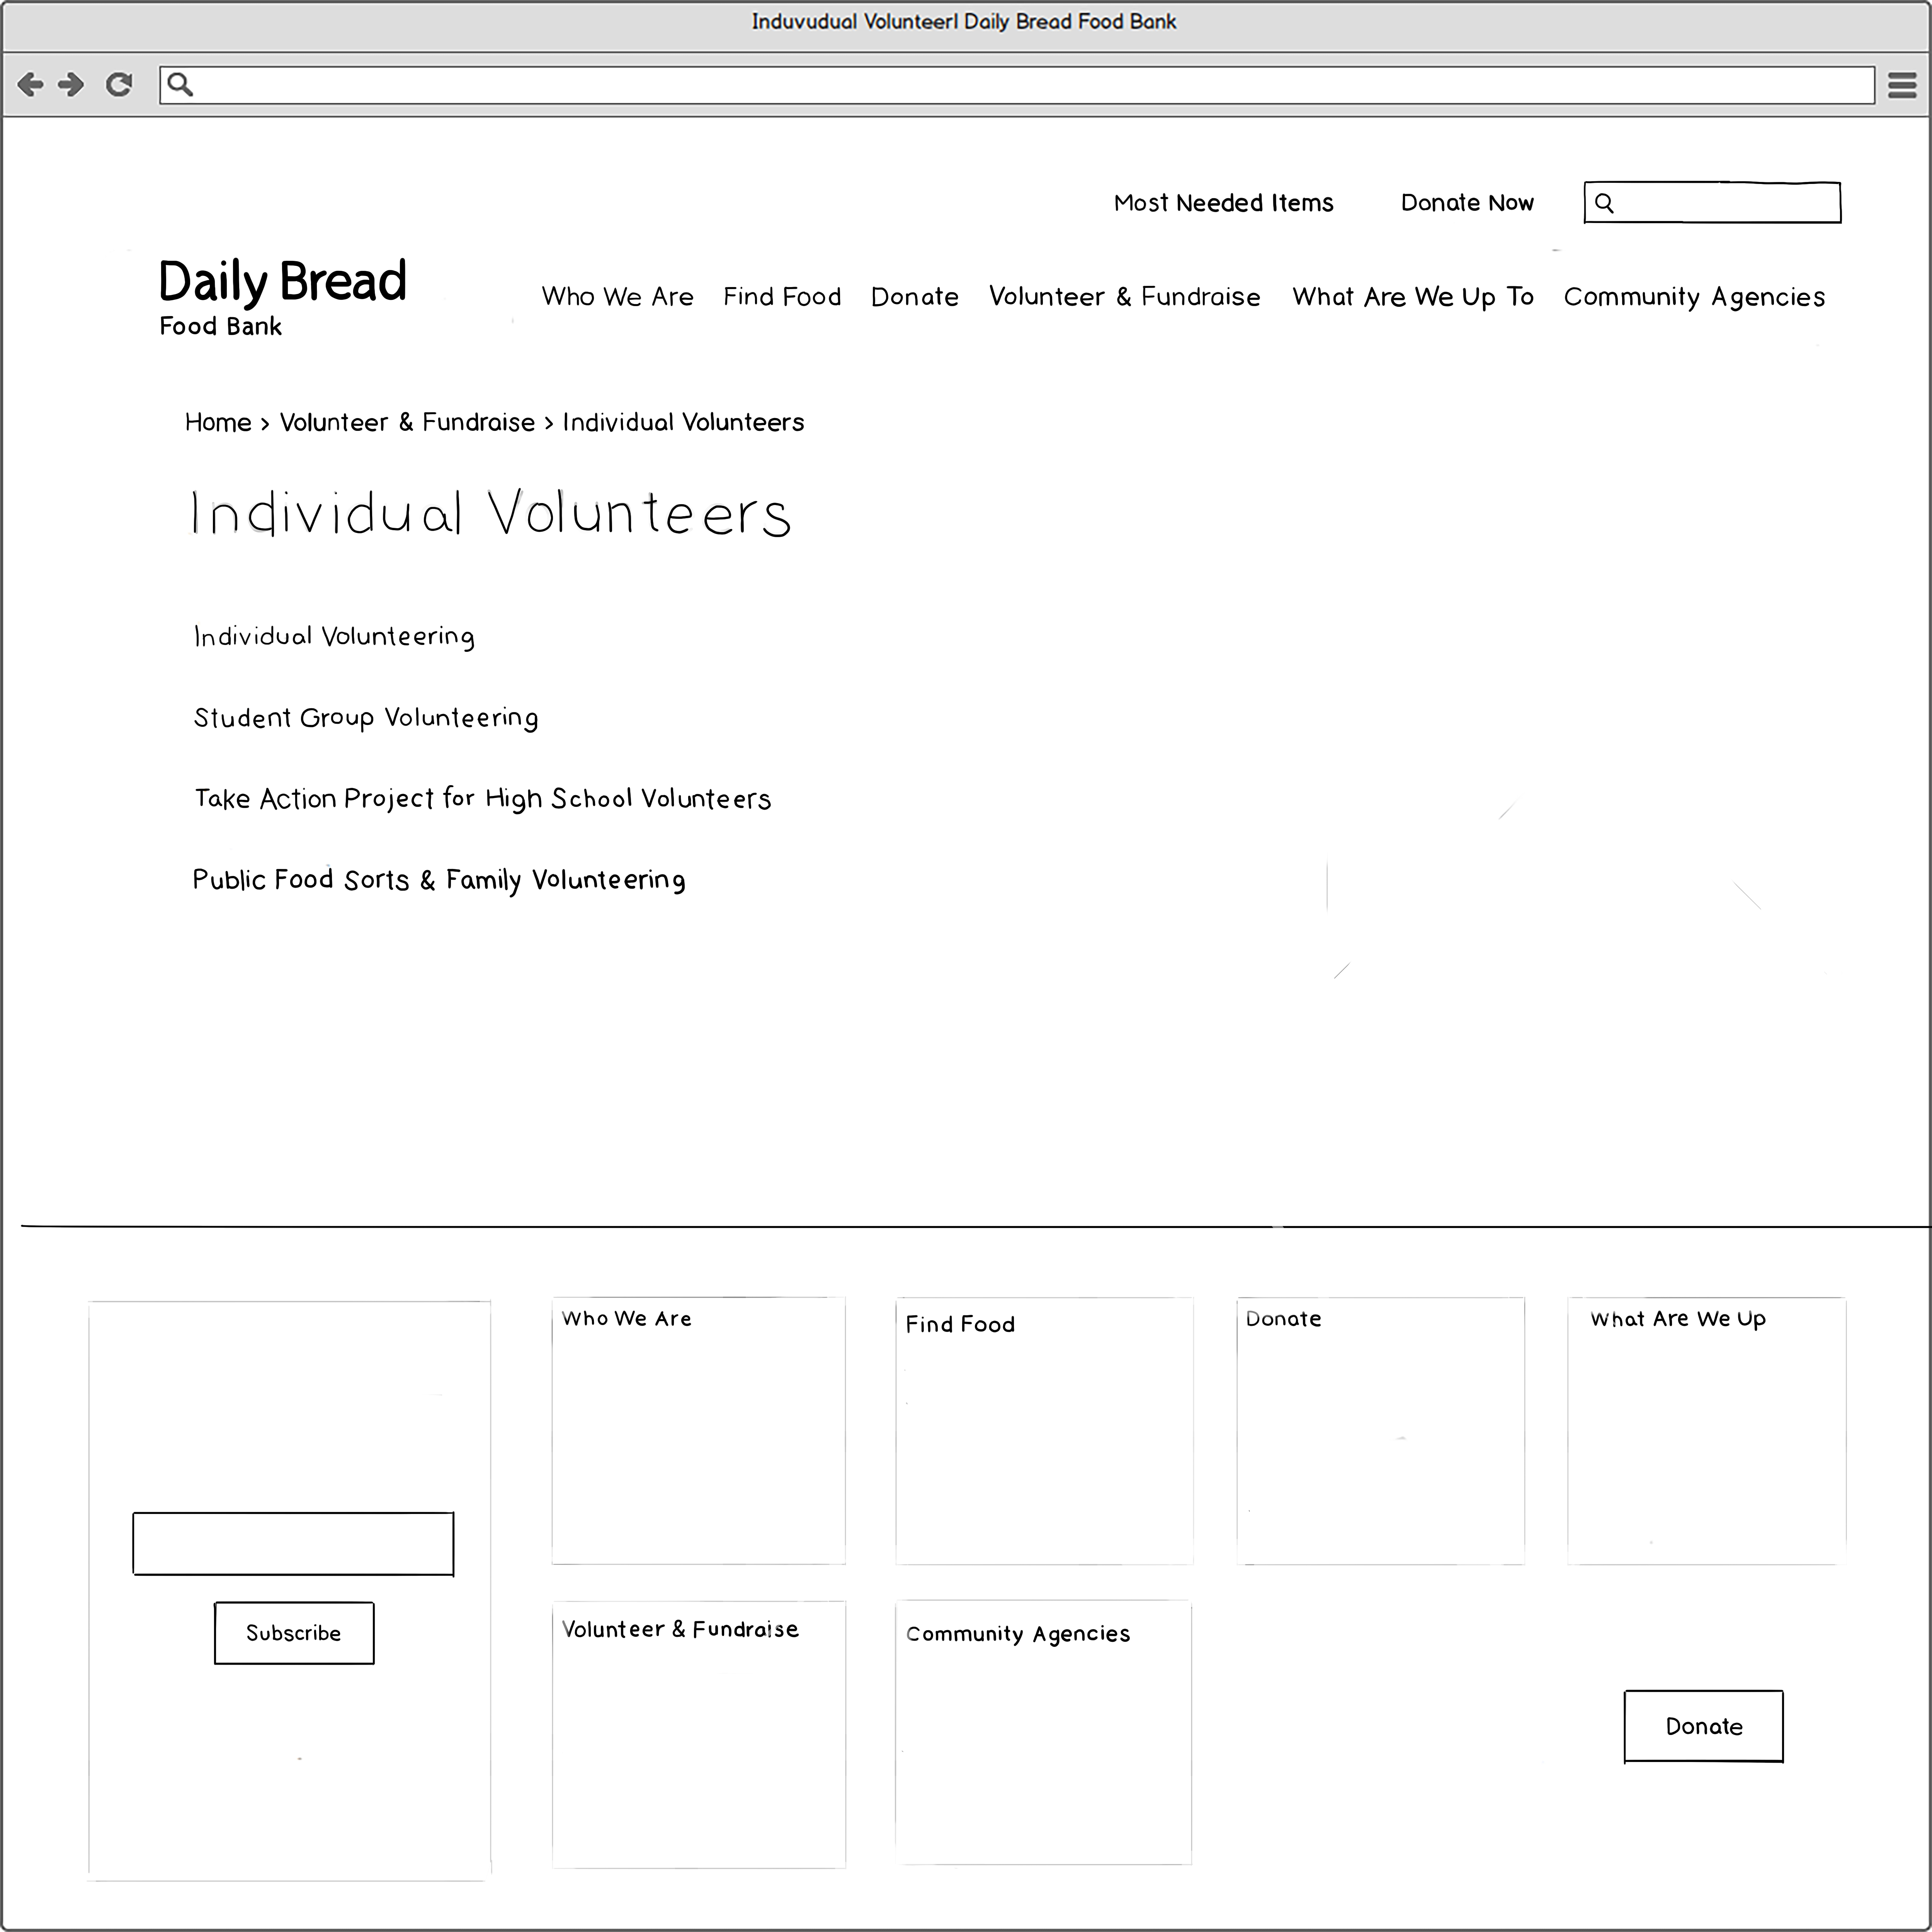 Induvudual Volunteer| Daily Bread Food Bank
Most Needed Items Donate Now
Daily Bread
Food Bank
Who We Are Find Food Donate Volunteer & Fundraise What Are We Up To Community Agencies
Home > Volunteer & Fundraise > Individual Volunteers
Individual Volunteers
Individual Volunteering
Student Group Volunteering
Take Action Project for High School Volunteers
Public Food Sorts & Family Volunteering
Who We Are
Find Food
Donate
What Are We Up
Subscribe
Volunteer & Fundraise
Community Agencies
Donate